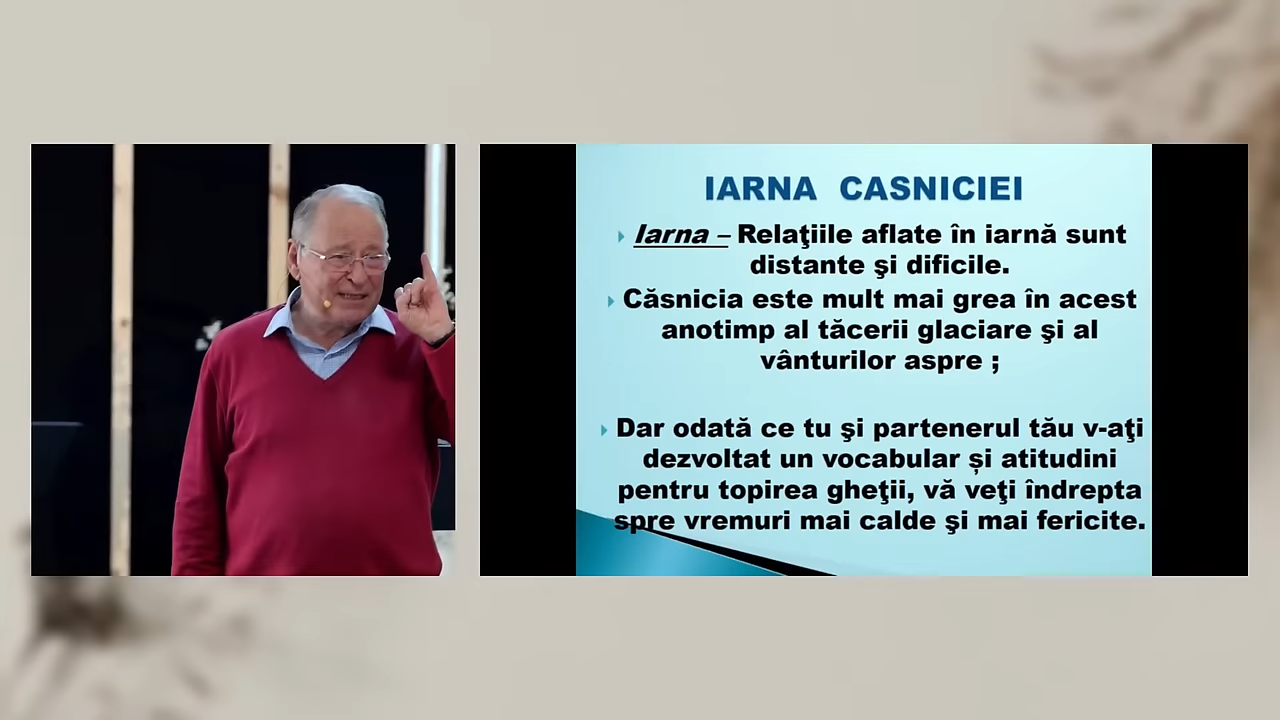 IARNA CASNICIEI
Iarna – Relaţiile aflate în iarnă sunt
distante şi dificile.
Căsnicia este mult mai grea în acest
anotimp al tăcerii glaciare şi al
vânturilor aspre ;
Dar odată ce tu şi partenerul tău v-aţi
dezvoltat un vocabular și atitudini
pentru topirea gheţii, vă veţi îndrepta
spre vremuri mai calde şi mai fericite.